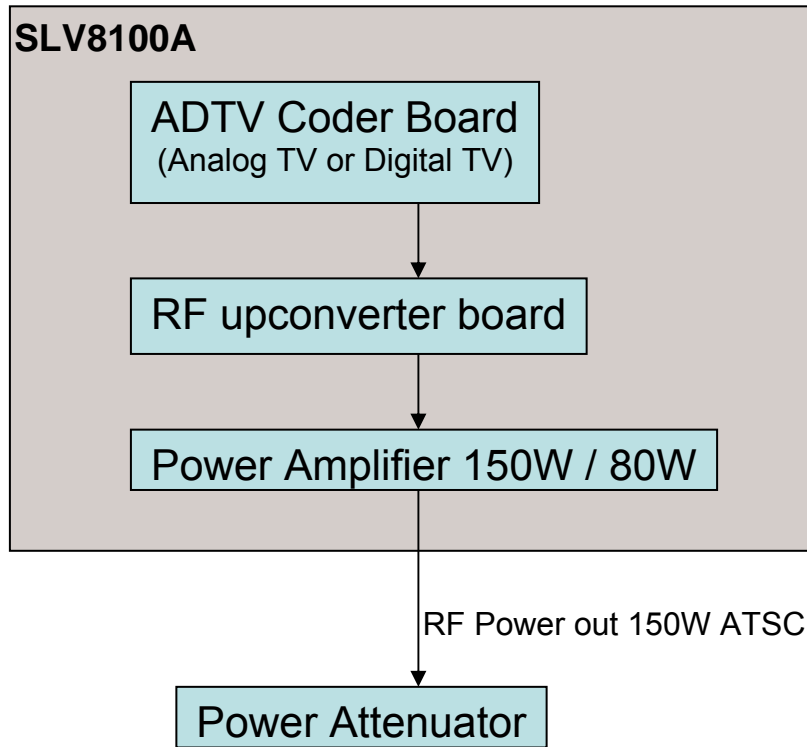 SLV8100A
ADTV Coder Board
(Analog TV or Digital TV)
RF upconverter board
Power Amplifier 150W / 80W
RF Power out 150W ATSC
Power Attenuator